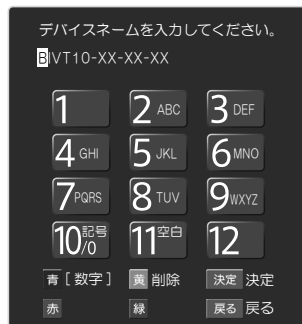 デバイスネームを入力してください。
BIVT10-XX-XX-XX
1 2 ABC 3 DEF
4 GHI 5 JKL 6 MNO
7 PQRS 8 TUV 9 WXYZ
10 記号/0 11 空白 12
青 [ 数字 ] 黄 削除 決定 決定
赤 緑 戻る 戻る